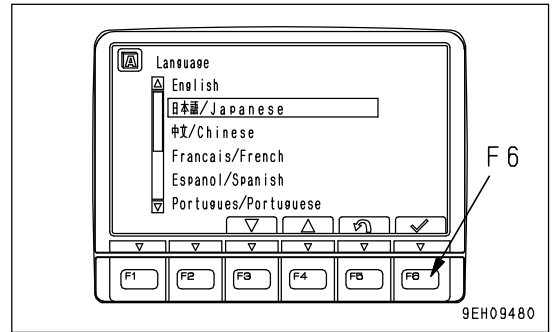 Language
English
日本語/Japanese
中文/Chinese
Francais/French
Espanol/Spanish
Portugues/Portuguese
F6
F1 F2 F3 F4 F5 F6
9EH09480